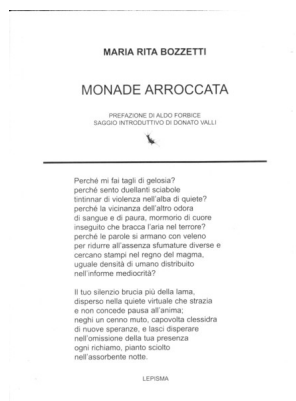 MARIA RITA BOZZETTI
MONADE ARROCCATA
PREFAZIONE DI ALDO FORBICE
SAGGIO INTRODUTTIVO DI DONATO VALLI
Perché mi fai tagli di gelosia?
perché sento duellanti sciabole
tintinnar di violenza nell'alba di quiete?
perché la vicinanza dell'altro odora
di sangue e di paura, mormorio di cuore
inseguito che bracca l'aria nel terrore?
perché le parole si armano con veleno
per ridurre all'assenza sfumature diverse e
cercano stampi nel regno del magma,
uguale densità di umano distribuito
nell'informe mediocrità?
Il tuo silenzio brucia più della lama,
disperso nella quiete virtuale che strazia
e non concede pausa all'anima;
neghi un cenno muto, capovolta clessidra
di nuove speranze, e lasci disperare
nell'omissione della tua presenza
ogni richiamo, pianto sciolto
nell'assorbente notte.
LEPISMA